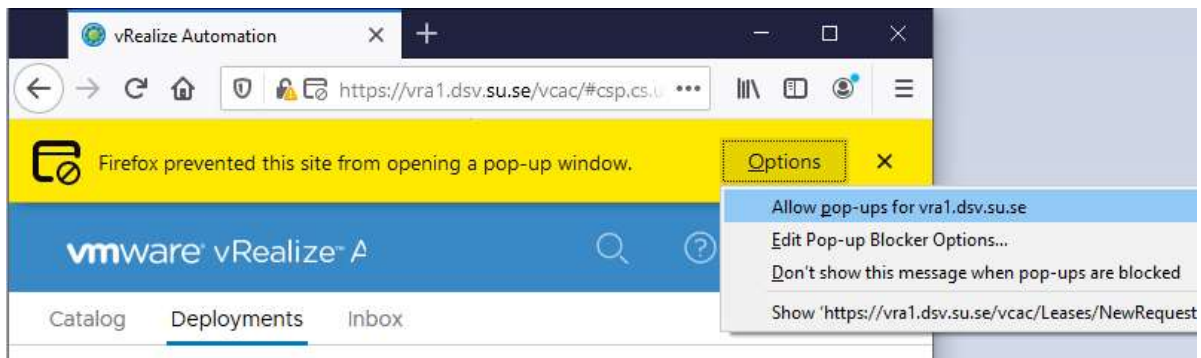 vRealize Automation
https://vra1.dsv.su.se/vcac/#csp.cs.u
Firefox prevented this site from opening a pop-up window.
Options
Allow pop-ups for vra1.dsv.su.se
Edit Pop-up Blocker Options...
Don't show this message when pop-ups are blocked
Show 'https://vra1.dsv.su.se/vcac/Leases/NewRequest
vmware vRealize™ A
Catalog Deployments Inbox